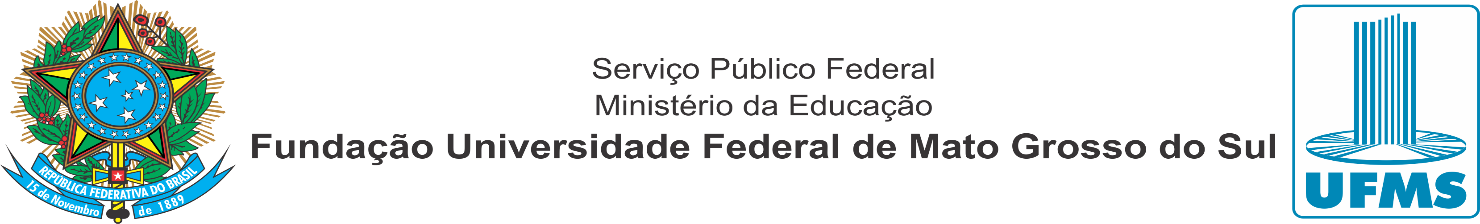 Serviço Público Federal
Ministério da Educação
Fundação Universidade Federal de Mato Grosso do Sul
REPÚBLICA FEDERATIVA DO BRASIL
15 de Novembro de 1889
UFMS